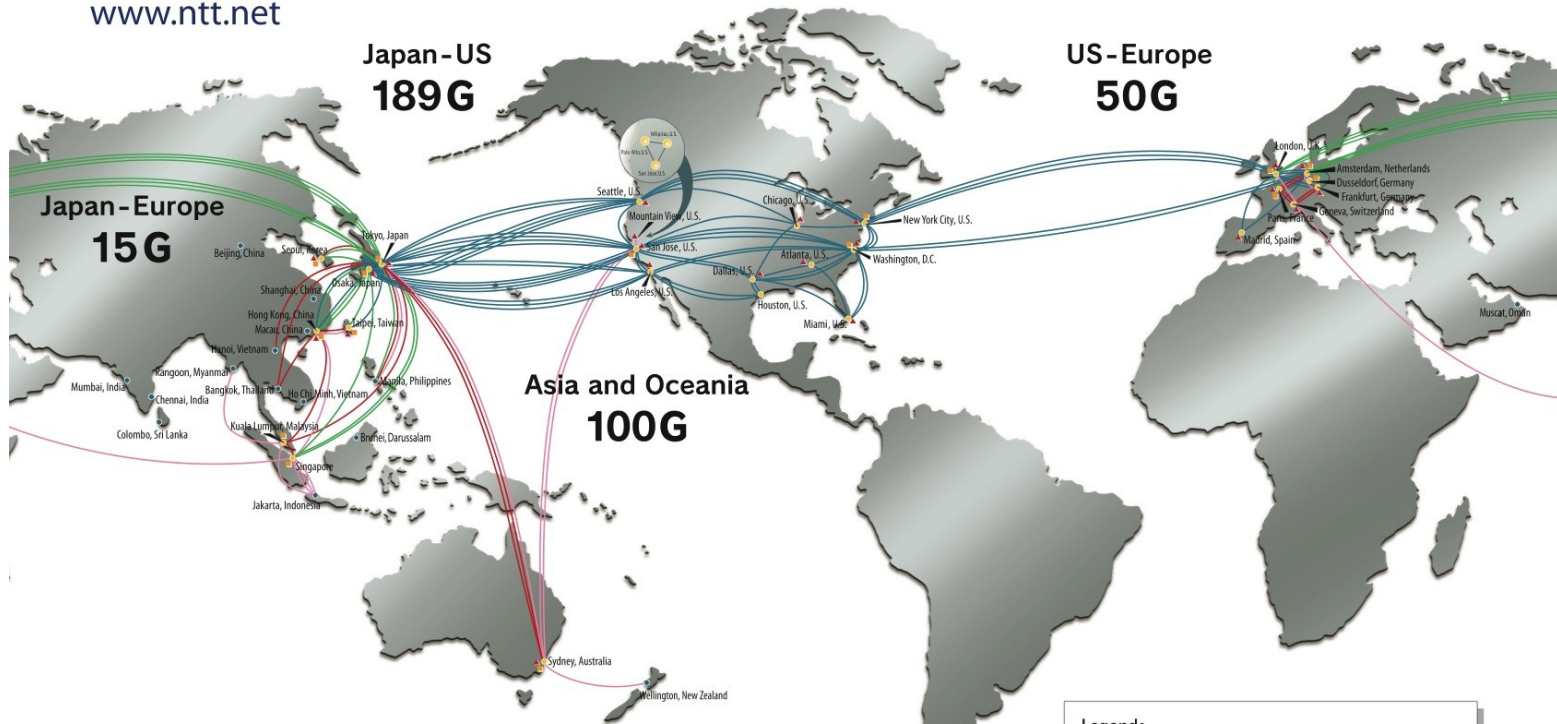 www.ntt.net
Japan-US
189G
US-Europe
50G
Japan-Europe
15G
Asia and Oceania
100G
Milpitas, U.S.
Palo Alto, U.S.
San Jose, U.S.
Seattle, U.S.
Mountain View, U.S.
San Jose, U.S.
Los Angeles, U.S.
Chicago, U.S.
New York City, U.S.
Washington, D.C.
Atlanta, U.S.
Dallas, U.S.
Houston, U.S.
Miami, U.S.
London, U.K.
Amsterdam, Netherlands
Dusseldorf, Germany
Frankfurt, Germany
Geneva, Switzerland
Paris, France
Madrid, Spain
Muscat, Oman
Tokyo, Japan
Seoul, Korea
Beijing, China
Osaka, Japan
Shanghai, China
Hong Kong, China
Macau, China
Taipei, Taiwan
Hanoi, Vietnam
Rangoon, Myanmar
Mumbai, India
Bangkok, Thailand
Ho Chi Minh, Vietnam
Manila, Philippines
Chennai, India
Colombo, Sri Lanka
Kuala Lumpur, Malaysia
Brunei, Darussalam
Singapore
Jakarta, Indonesia
Sydney, Australia
Wellington, New Zealand
Legend: